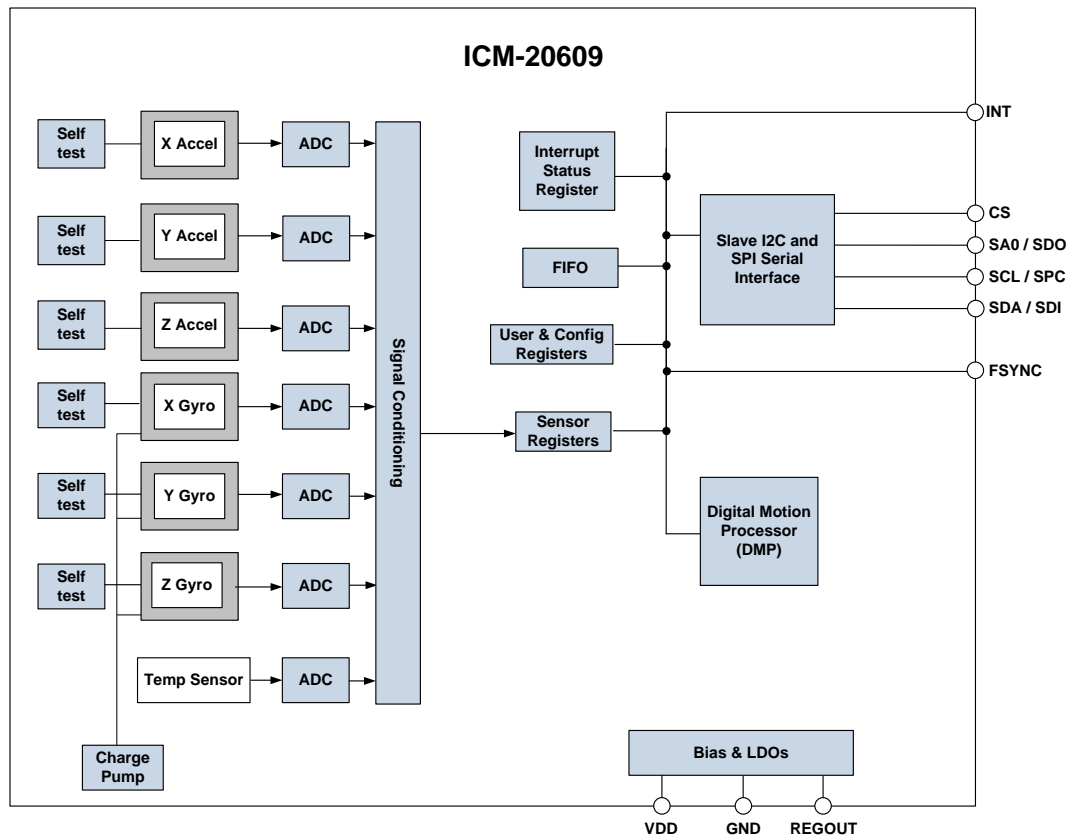 ICM-20609
Self
test
X Accel
ADC
Self
test
Y Accel
ADC
Self
test
Z Accel
ADC
Self
test
X Gyro
ADC
Self
test
Y Gyro
ADC
Self
test
Z Gyro
ADC
Temp Sensor
ADC
Charge
Pump
Signal Conditioning
Interrupt
Status
Register
FIFO
User & Config
Registers
Sensor
Registers
Slave I2C and
SPI Serial
Interface
Digital Motion
Processor
(DMP)
Bias & LDOs
INT
CS
SA0 / SDO
SCL / SPC
SDA / SDI
FSYNC
VDD
GND
REGOUT